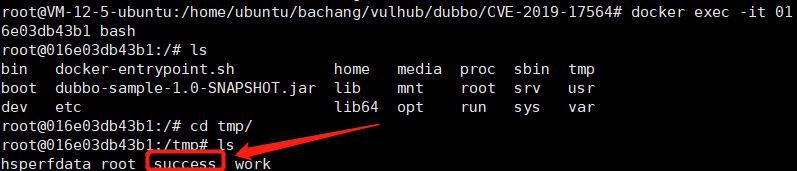 root@VM-12-5-ubuntu:/home/ubuntu/bachang/vulhub/dubbo/CVE-2019-17564# docker exec -it 01
6e03db43b1 bash
root@016e03db43b1:/# ls
bin docker-entrypoint.sh home media proc sbin tmp
boot dubbo-sample-1.0-SNAPSHOT.jar lib mnt root srv usr
dev etc lib64 opt run sys var
root@016e03db43b1:/# cd tmp/
root@016e03db43b1:/tmp# ls
hsperfdata root success work